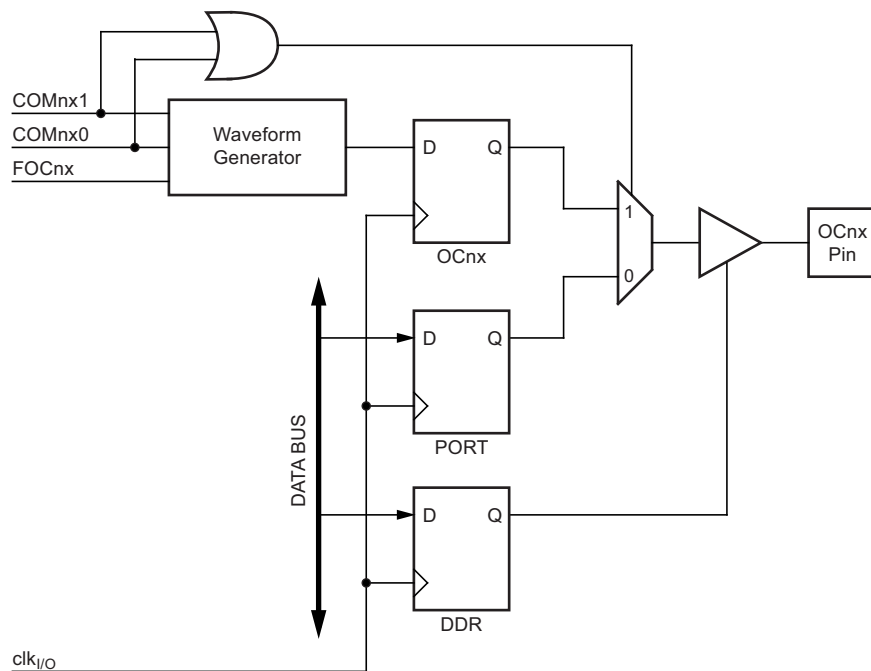 COMnx1
COMnx0
FOCnx
Waveform
Generator
D
Q
OCnx
1
0
OCnx
Pin
D
Q
PORT
DATA BUS
D
Q
DDR
clkI/O